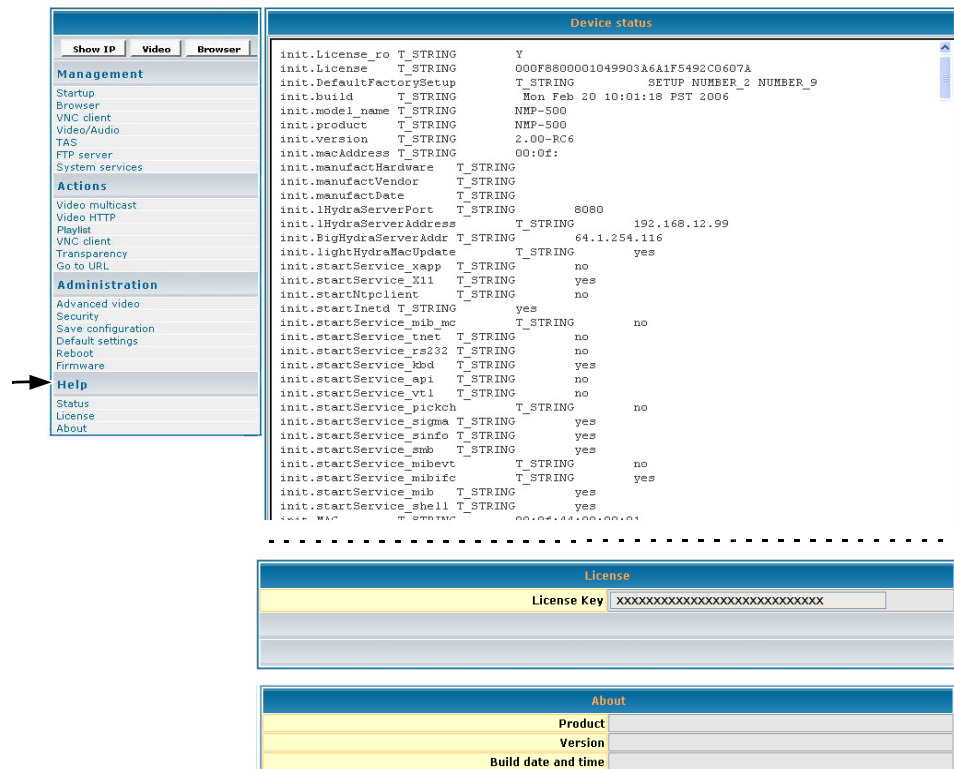 Show IP Video Browser
Management
Startup
Browser
VNC client
Video/Audio
TAS
FTP server
System services
Actions
Video multicast
Video HTTP
Playlist
VNC client
Transparency
Go to URL
Administration
Advanced video
Security
Save configuration
Default settings
Reboot
Firmware
Help
Status
License
About
Device status
init.License_ro T_STRING Y
init.License T_STRING 000F8800001049903A6A1F5492C0607A
init.DefaultFactorySetup T_STRING SETUP NUMBER_2 NUMBER_9
init.build T_STRING Mon Feb 20 10:01:18 PST 2006
init.model_name T_STRING NMP-500
init.product T_STRING NMP-500
init.version T_STRING 2.00-RC6
init.macAddress T_STRING 00:0f:
init.manufactHardware T_STRING
init.manufactVendor T_STRING
init.manufactDate T_STRING
init.lHydraServerPort T_STRING 8080
init.lHydraServerAddress T_STRING 192.168.12.99
init.BigHydraServerAddr T_STRING 64.1.254.116
init.lightHydraMacUpdate T_STRING yes
init.startService_xapp T_STRING no
init.startService_X11 T_STRING yes
init.startNtpclient T_STRING no
init.startInetd T_STRING yes
init.startService_mib_mc T_STRING no
init.startService_tnet T_STRING no
init.startService_rs232 T_STRING no
init.startService_kbd T_STRING yes
init.startService_api T_STRING no
init.startService_vtl T_STRING no
init.startService_pickch T_STRING no
init.startService_sigma T_STRING yes
init.startService_sinfo T_STRING yes
init.startService_smb T_STRING yes
init.startService_mibevt T_STRING no
init.startService_mibifc T_STRING yes
init.startService_mib T_STRING yes
init.startService_shell T_STRING yes
init.MAC T_STRING 00:0f:44:00:00:01
License
License Key XXXXXXXXXXXXXXXXXXXXXXXXXXXX
About
Product
Version
Build date and time